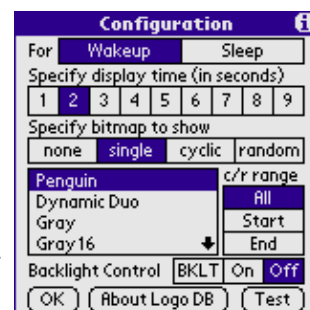 Configuration i
For Wakeup Sleep
Specify display time (in seconds)
1 2 3 4 5 6 7 8 9
Specify bitmap to show
none single cyclic random
Penguin
Dynamic Duo
Gray
Gray16
c/r range
All
Start
End
Backlight Control BKLT On Off
OK About Logo DB Test